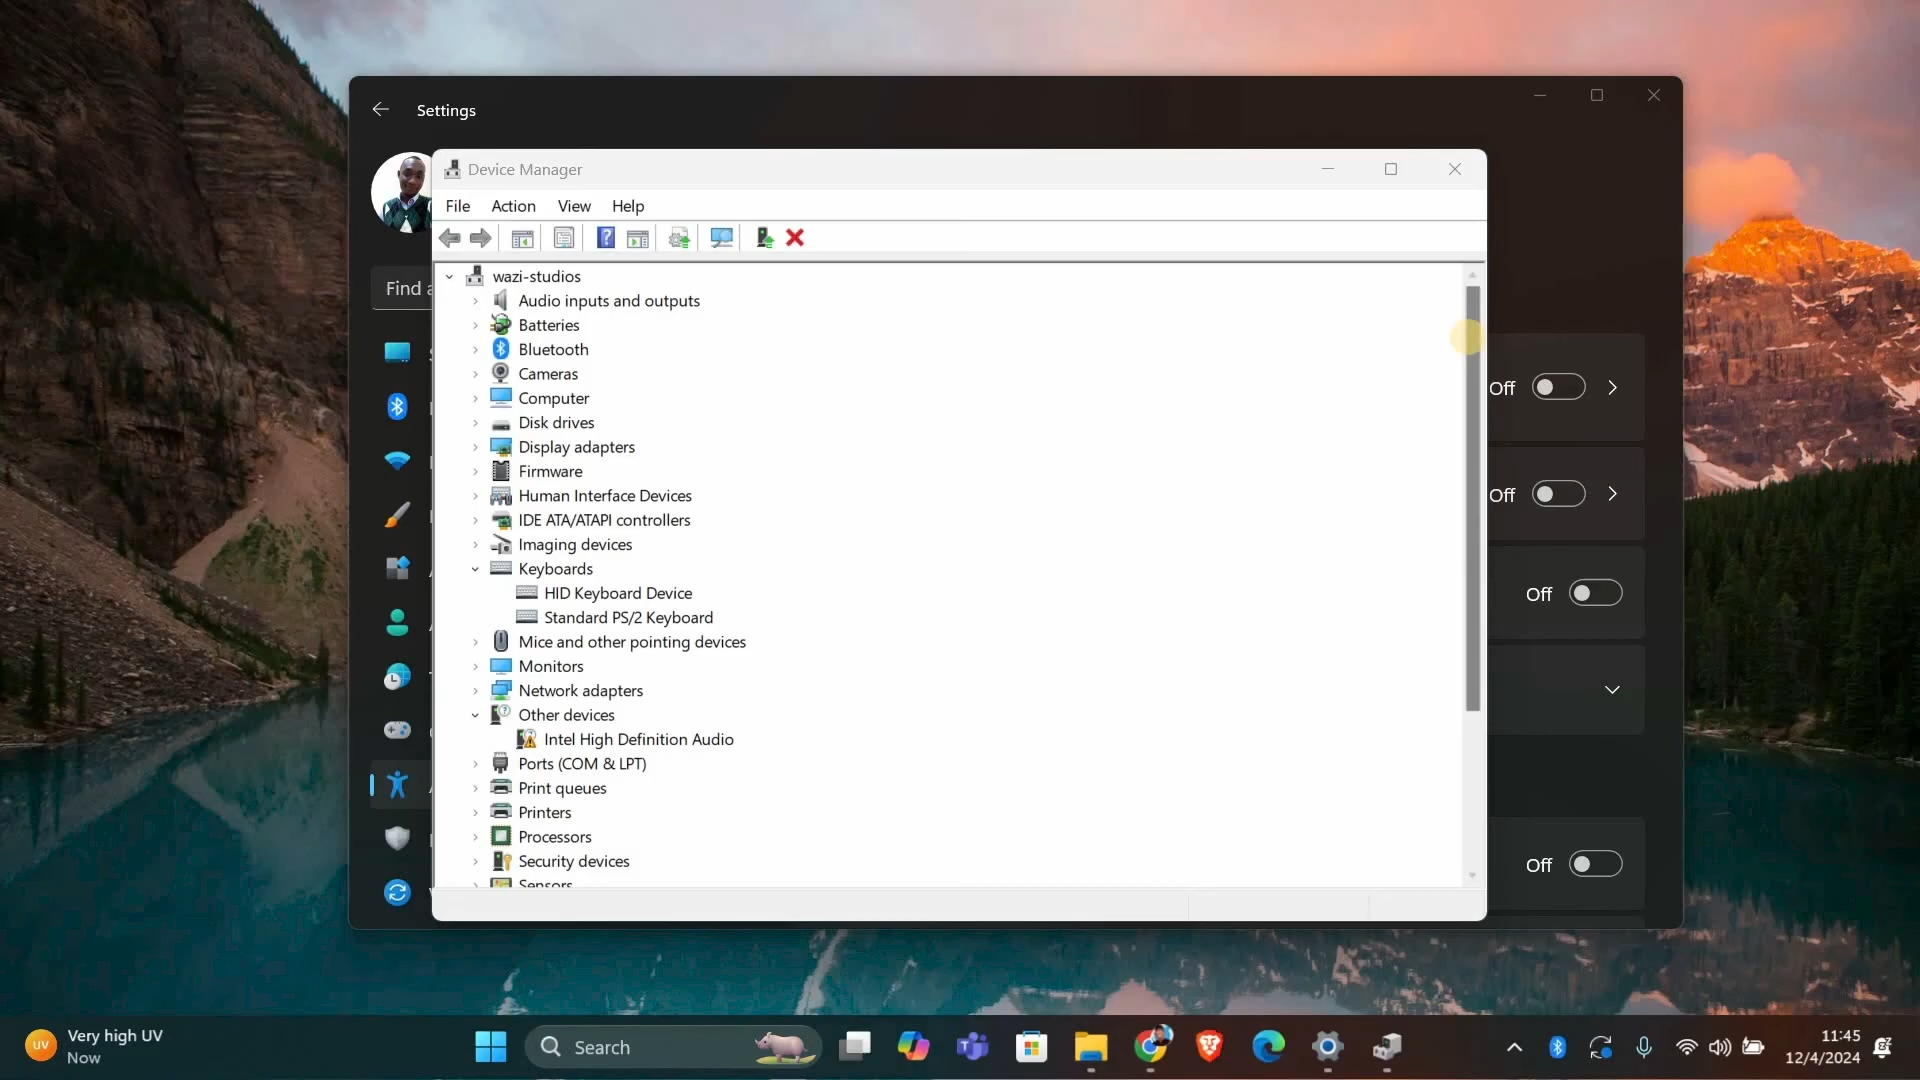 Settings
Device Manager
File Action View Help
Find a
wazi-studios
Audio inputs and outputs
Batteries
Bluetooth
Cameras
Computer
Disk drives
Display adapters
Firmware
Human Interface Devices
IDE ATA/ATAPI controllers
Imaging devices
Keyboards
HID Keyboard Device
Standard PS/2 Keyboard
Mice and other pointing devices
Monitors
Network adapters
Other devices
Intel High Definition Audio
Ports (COM & LPT)
Print queues
Printers
Processors
Security devices
Sensors
Off
Off
Off
Off
UV
Very high UV
Now
Search
11:45
12/4/2024